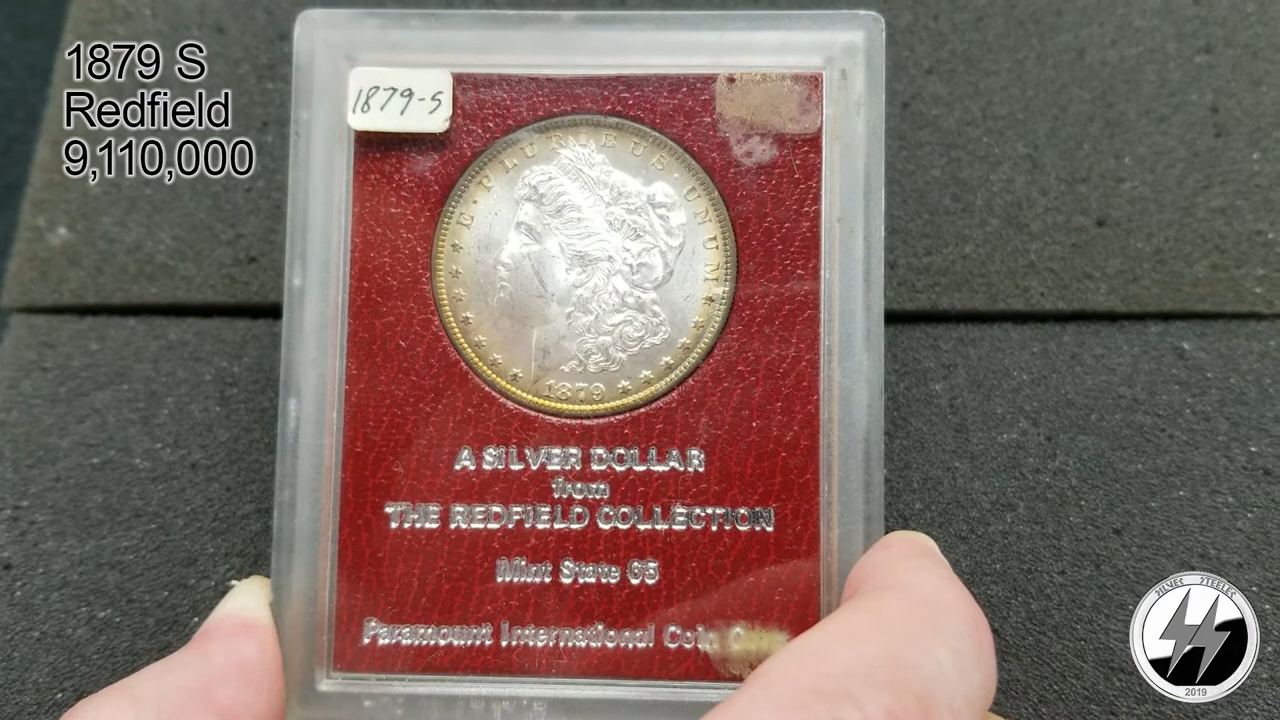 1879 S
Redfield
9,110,000
1879-S
E·PLURIBUS·UNUM
1879
A SILVER DOLLAR
from
THE REDFIELD COLLECTION
Mint State 65
Paramount International Coin
SILVER STEELER
2019